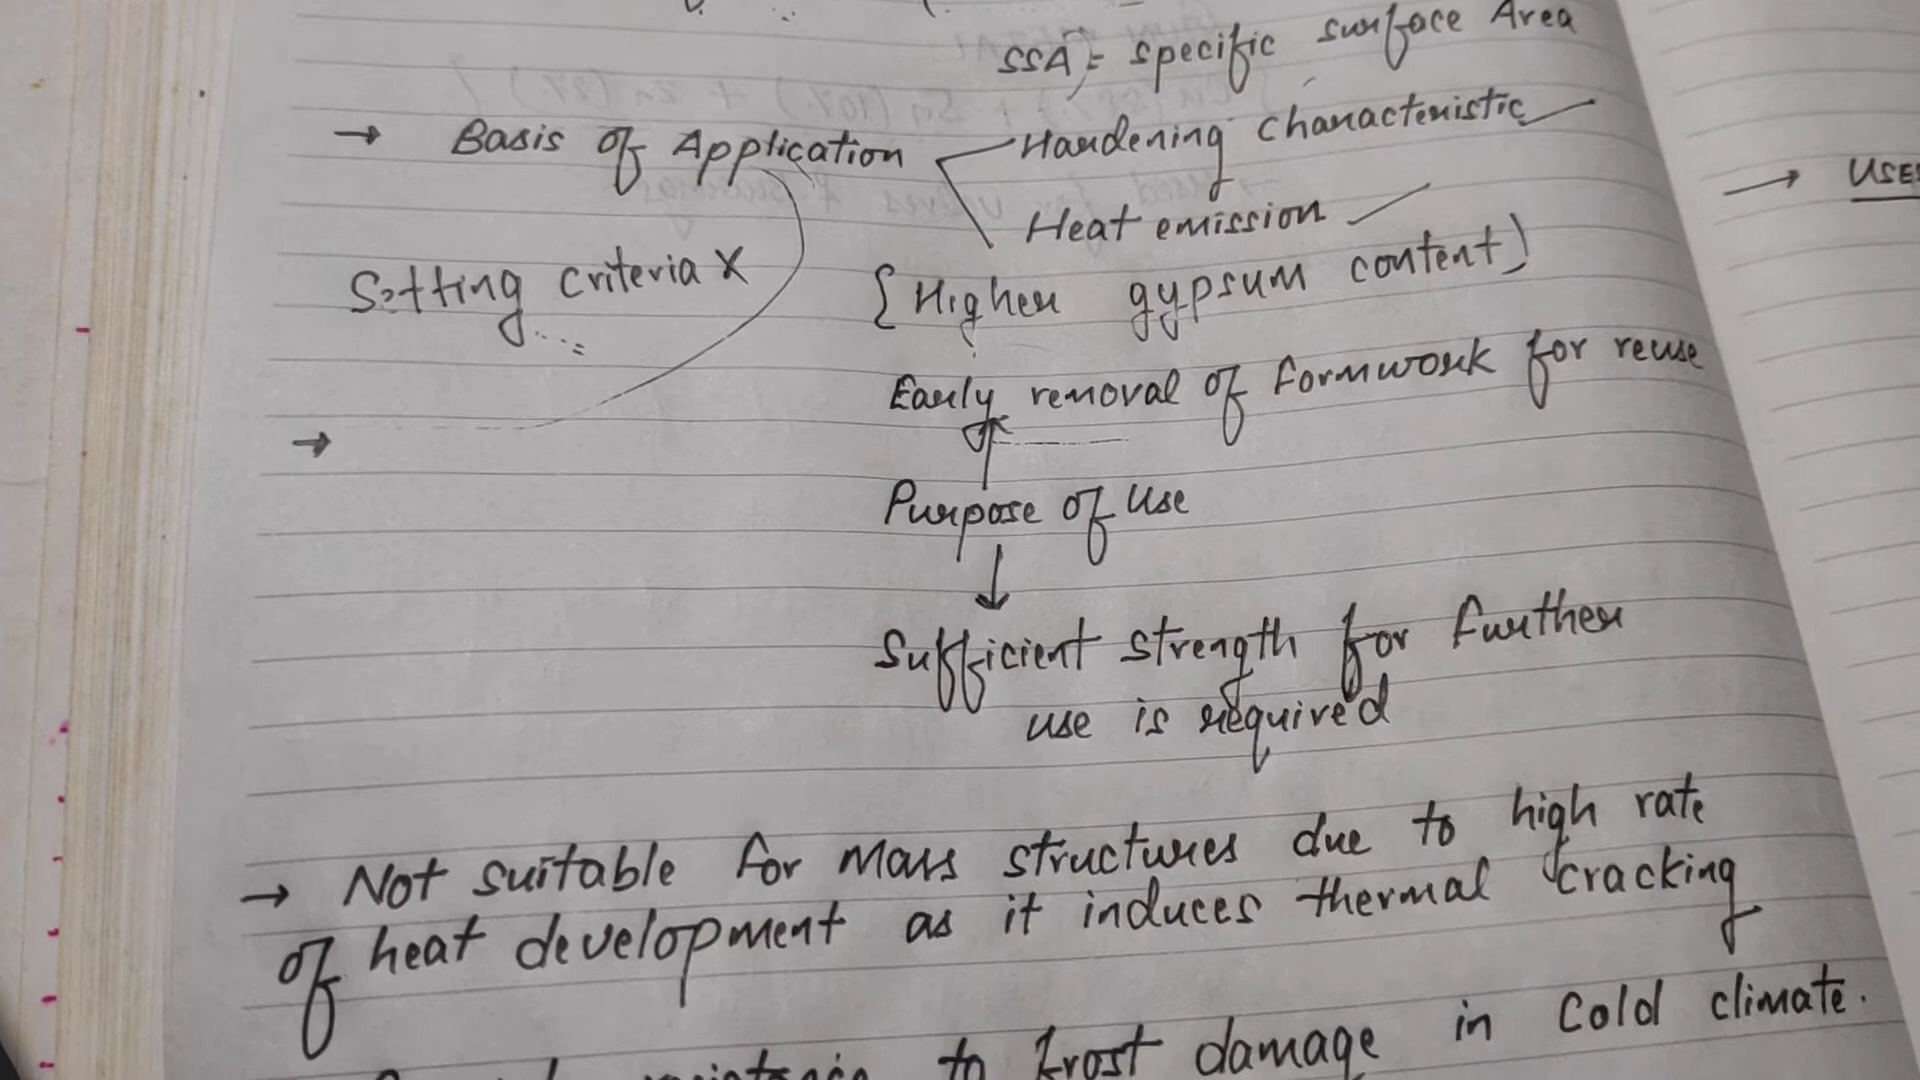 SSA = specific surface Area
→ Basis of Application Hardening characteristic
Heat emission
Setting criteria X
{Higher gypsum content}
Early removal of formwork for reuse
→
Purpose of Use
↓
Sufficient strength for further
use is required
→ Not suitable for Mass structures due to high rate
of heat development as it induces thermal cracking
to frost damage in cold climate.
→ USES